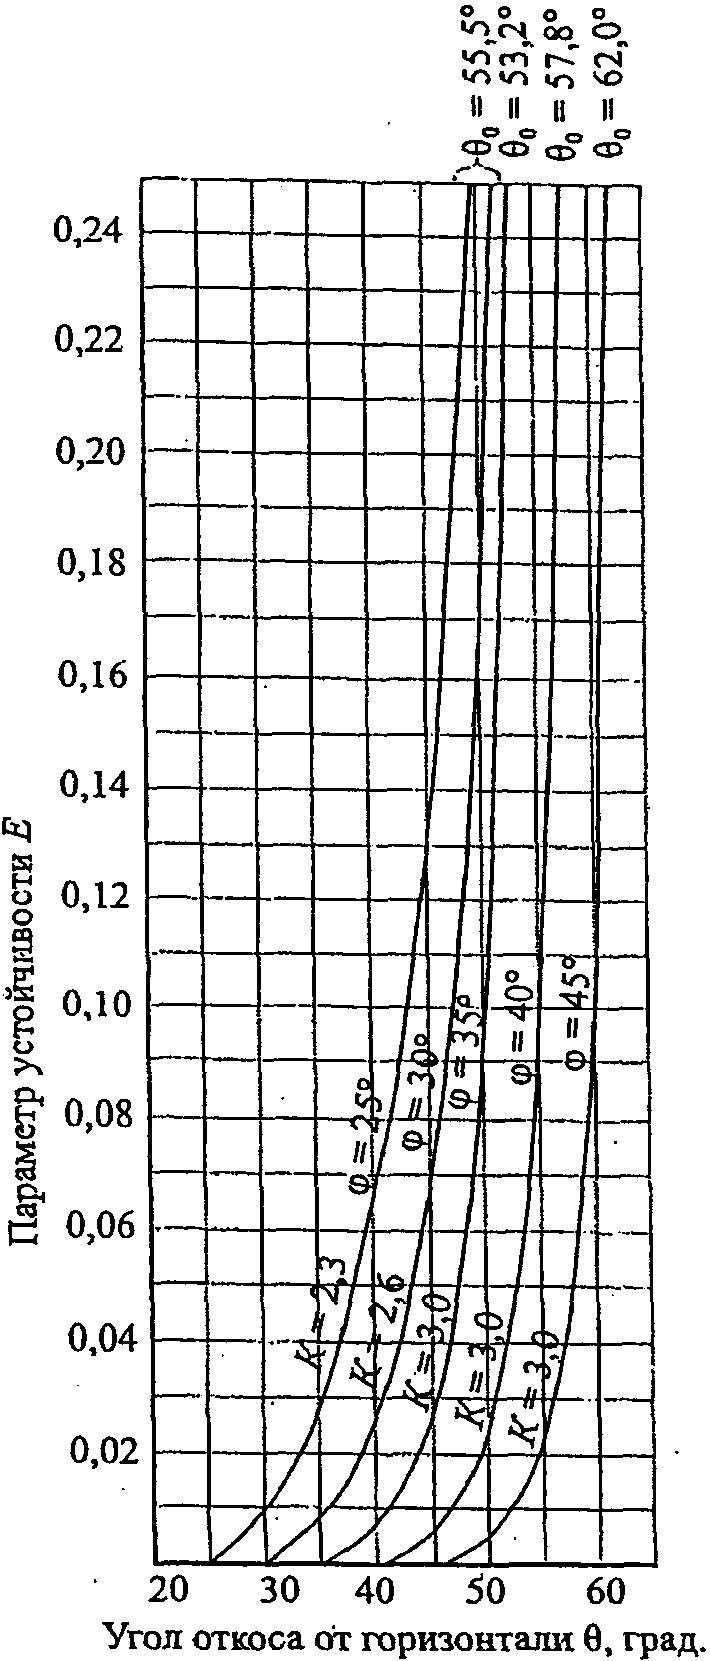 θ₀ = 55,5°
θ₀ = 53,2°
θ₀ = 57,8°
θ₀ = 62,0°
0,24
0,22
0,20
0,18
0,16
0,14
0,12
0,10
0,08
0,06
0,04
0,02
Параметр устойчивости E
φ = 25°
φ = 30°
φ = 35°
φ = 40°
φ = 45°
K = 2,3
K = 2,6
K = 3,0
K = 3,0
K = 3,0
20 30 40 50 60
Угол откоса от горизонтали θ, град.